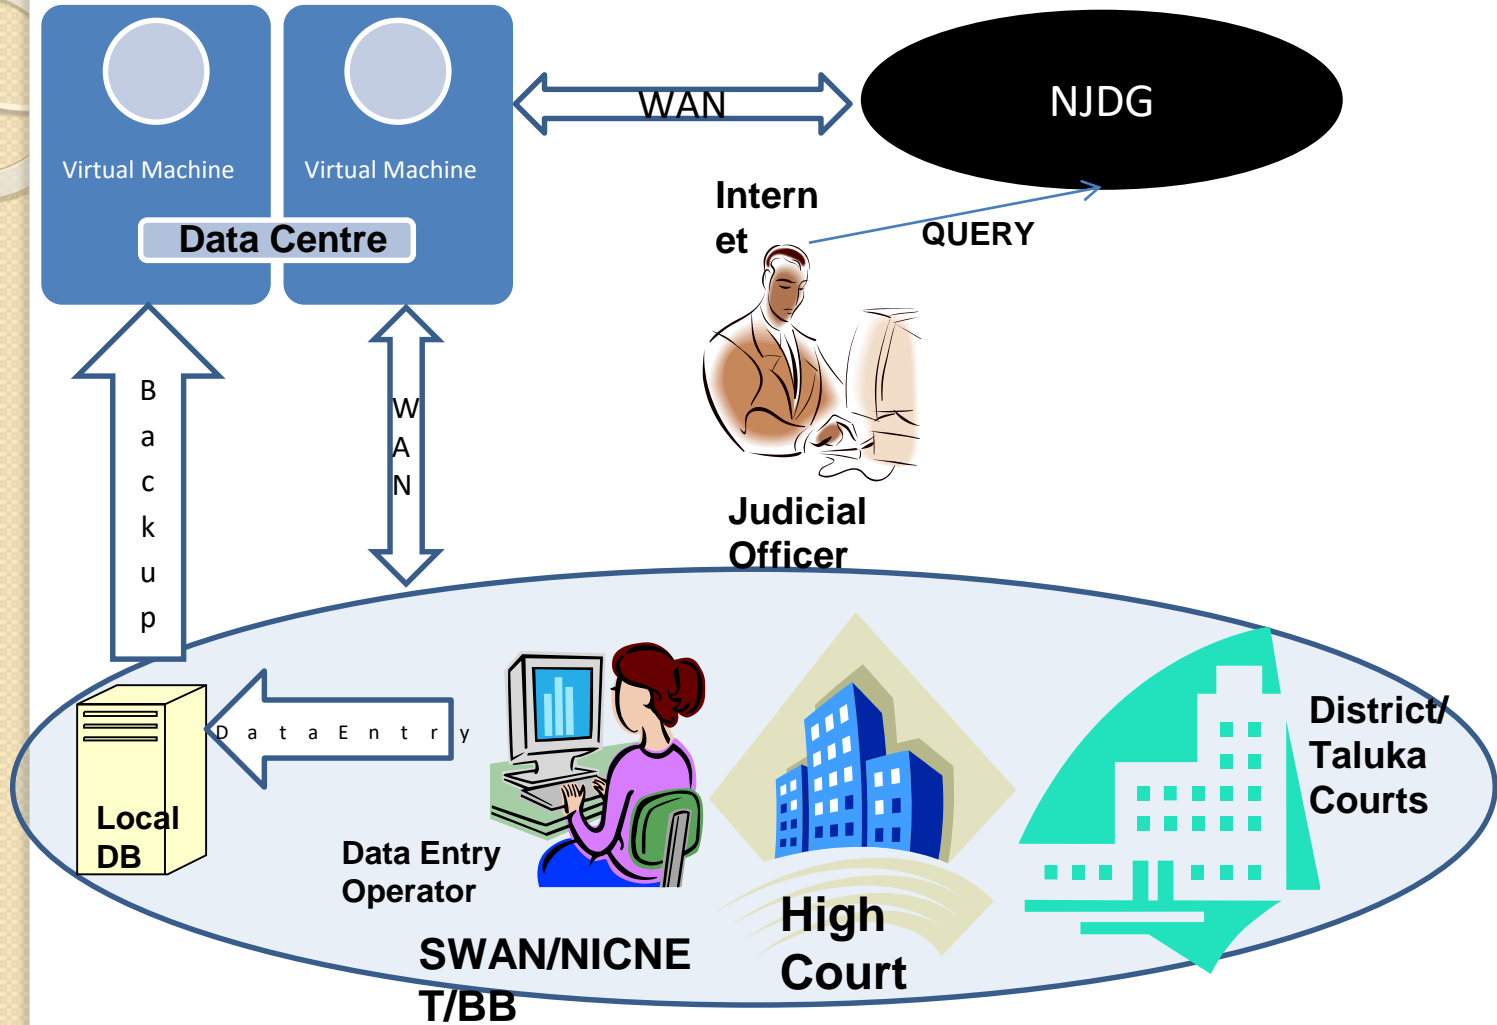 Virtual Machine
Virtual Machine
Data Centre
WAN
NJDG
Intern
et
QUERY
Judicial
Officer
B
a
c
k
u
p
W
A
N
D a t a E n t r y
Local
DB
Data Entry
Operator
SWAN/NICNE
T/BB
High
Court
District/
Taluka
Courts